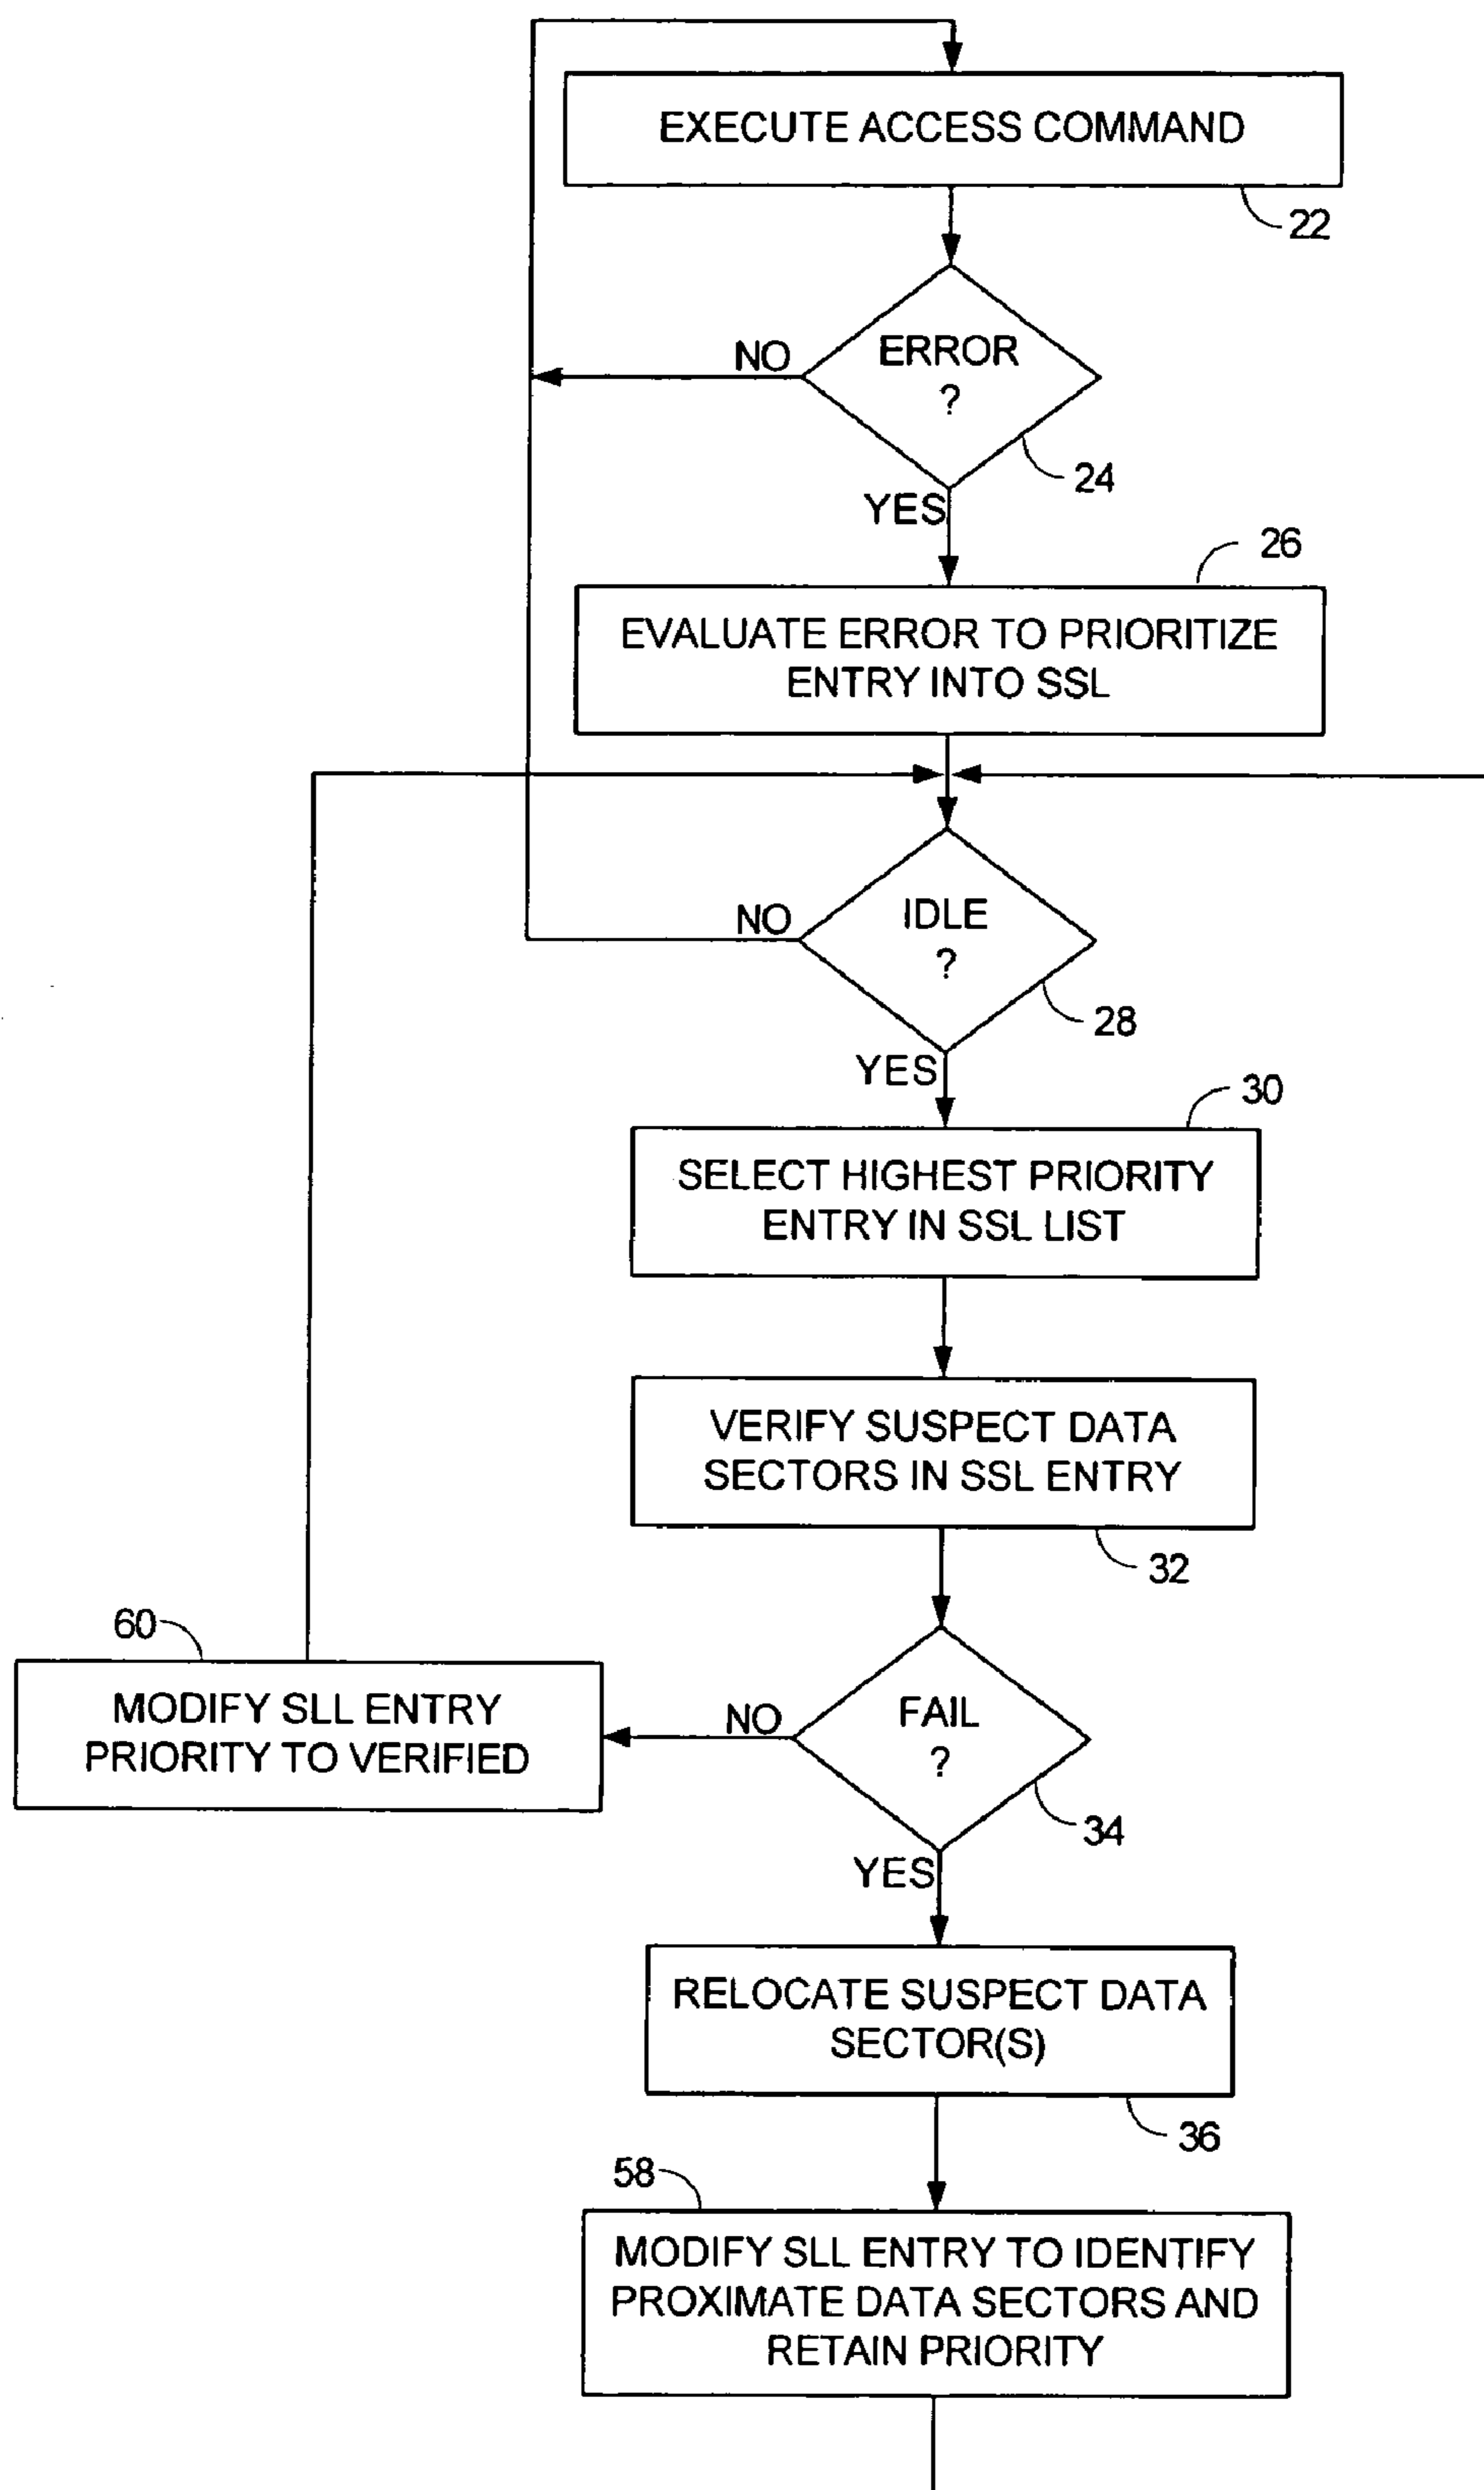 EXECUTE ACCESS COMMAND
22
ERROR
?
NO
24
YES
26
EVALUATE ERROR TO PRIORITIZE
ENTRY INTO SSL
IDLE
?
NO
28
YES
30
SELECT HIGHEST PRIORITY
ENTRY IN SSL LIST
VERIFY SUSPECT DATA
SECTORS IN SSL ENTRY
32
60
MODIFY SLL ENTRY
PRIORITY TO VERIFIED
NO
FAIL
?
34
YES
RELOCATE SUSPECT DATA
SECTOR(S)
36
58
MODIFY SLL ENTRY TO IDENTIFY
PROXIMATE DATA SECTORS AND
RETAIN PRIORITY